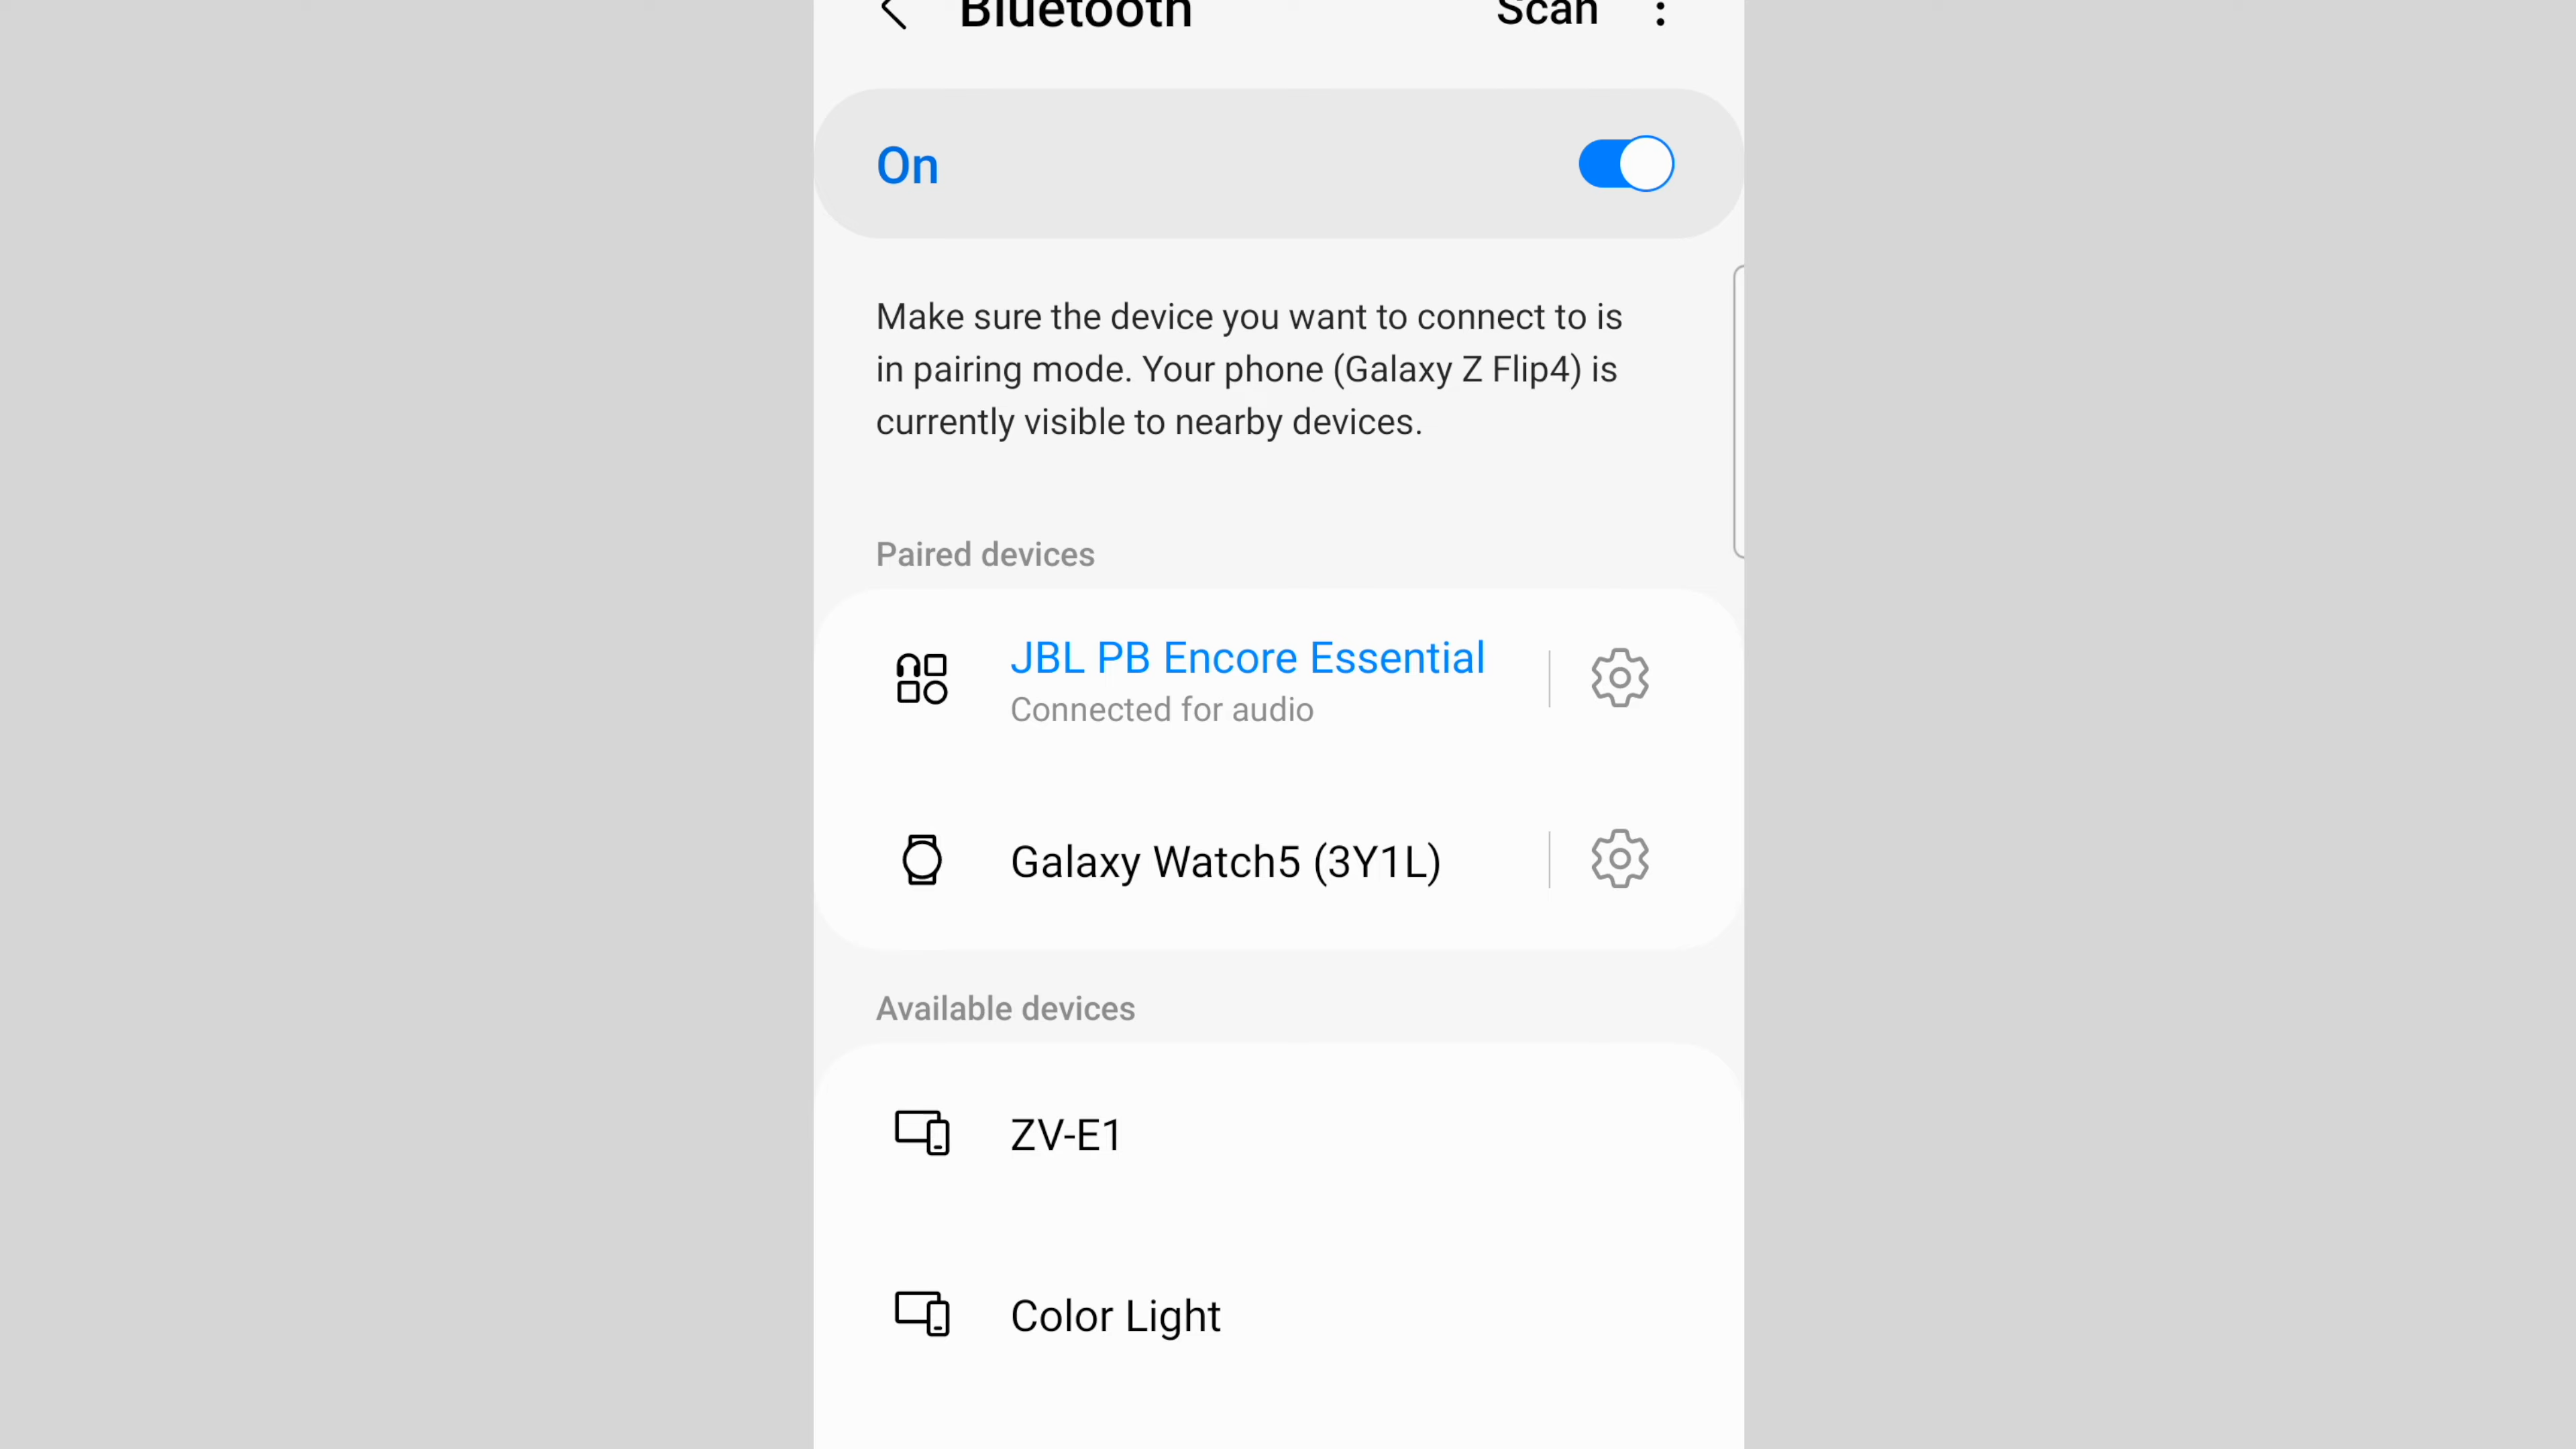 Bluetooth Scan
On
Make sure the device you want to connect to is
in pairing mode. Your phone (Galaxy Z Flip4) is
currently visible to nearby devices.
Paired devices
JBL PB Encore Essential
Connected for audio
Galaxy Watch5 (3Y1L)
Available devices
ZV-E1
Color Light